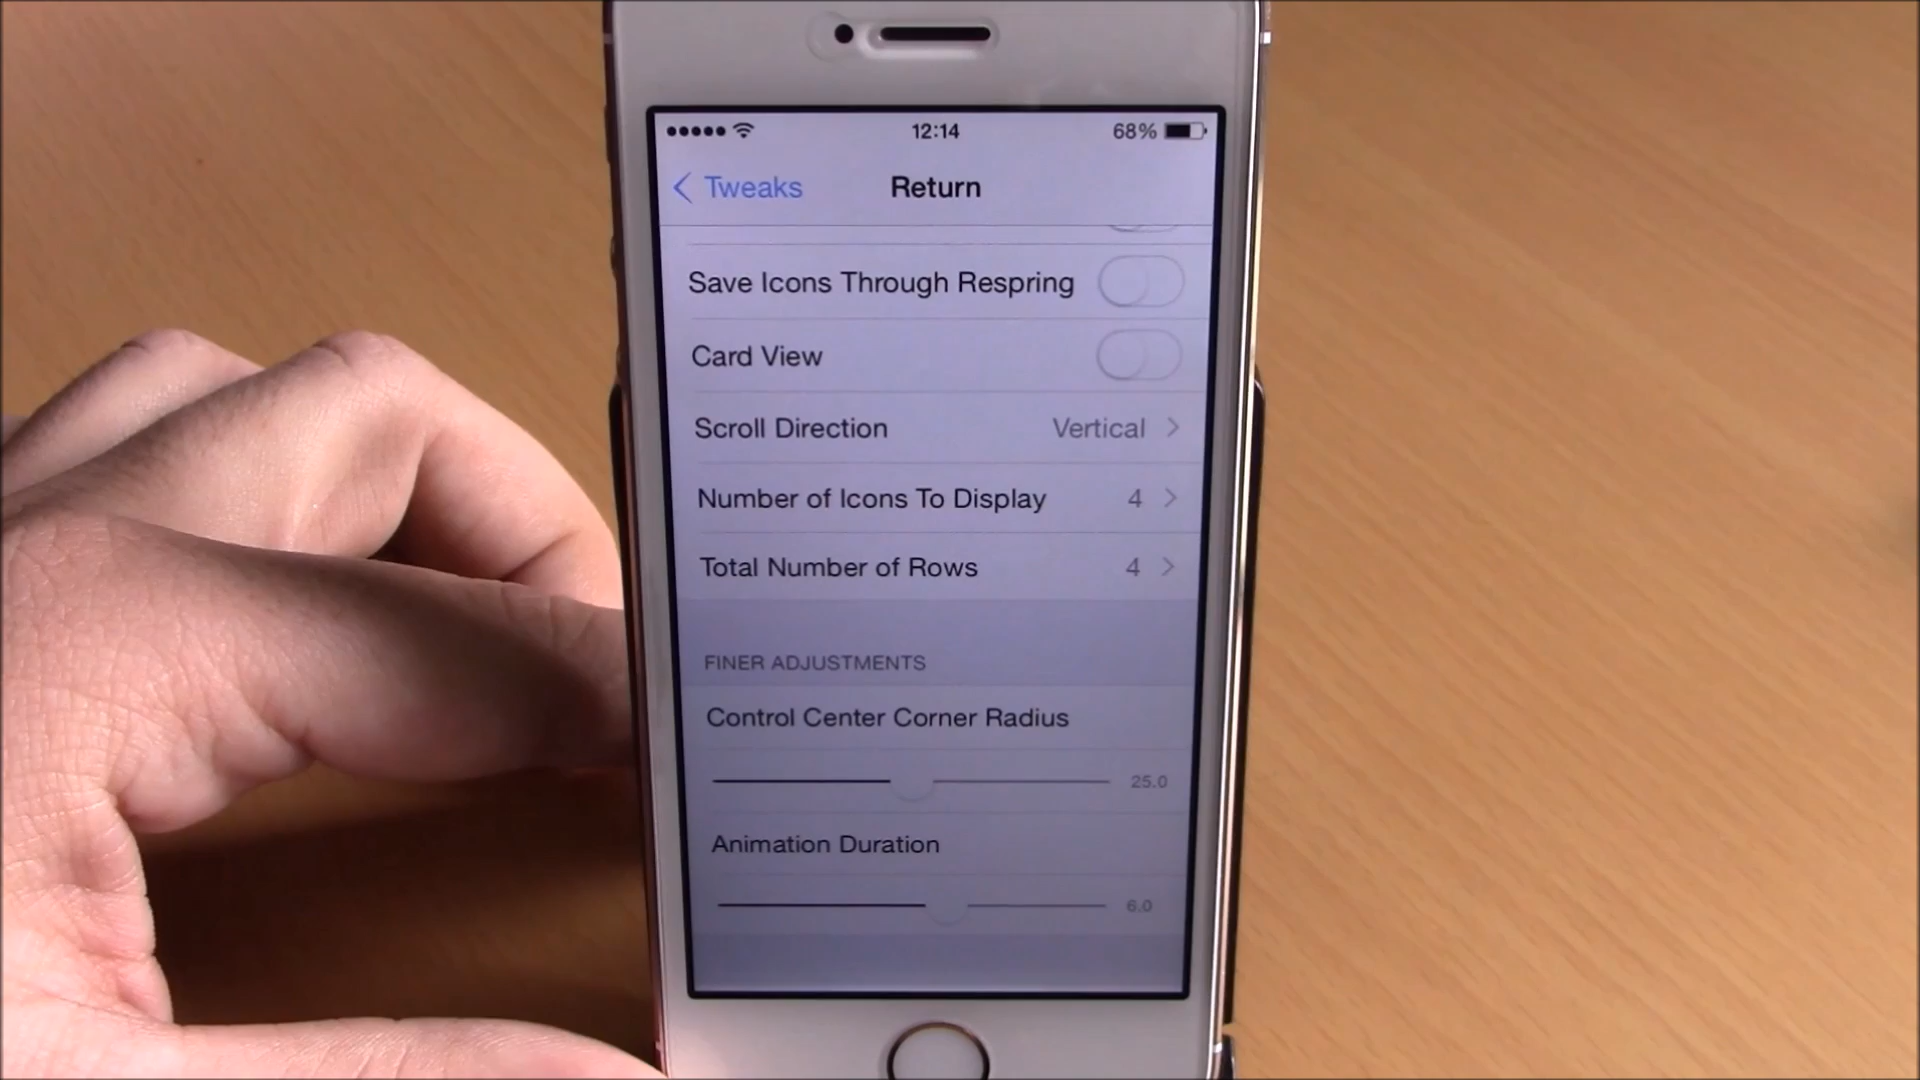 12:14
68%
Tweaks
Return
Save Icons Through Respring
Card View
Scroll Direction Vertical
Number of Icons To Display 4
Total Number of Rows 4
FINER ADJUSTMENTS
Control Center Corner Radius
25.0
Animation Duration
6.0